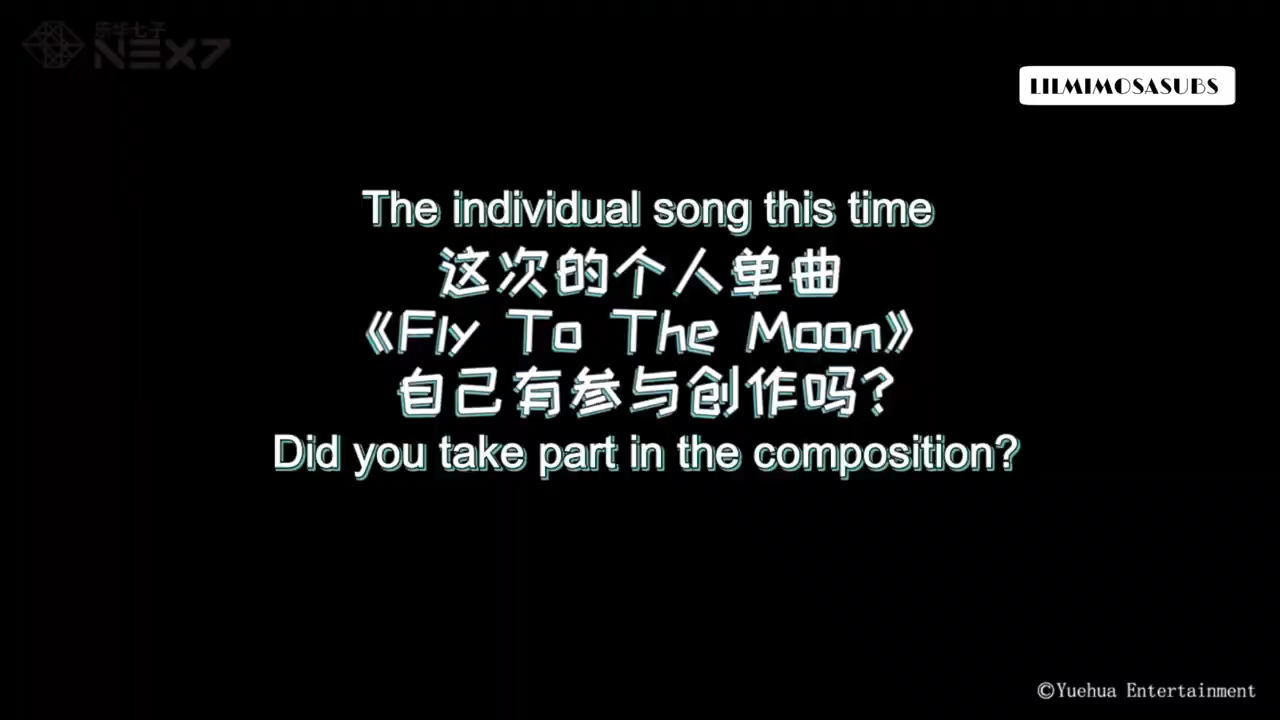 乐华七子
NEX7
LILMIMOSASUBS
The individual song this time
这次的个人单曲
《Fly To The Moon》
自己有参与创作吗?
Did you take part in the composition?
©Yuehua Entertainment